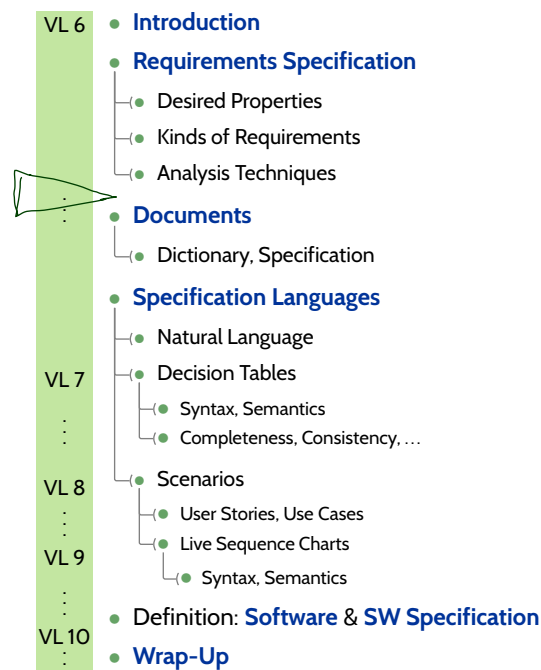 VL 6 Introduction
Requirements Specification
Desired Properties
Kinds of Requirements
Analysis Techniques
⋮
Documents
Dictionary, Specification
Specification Languages
Natural Language
VL 7 Decision Tables
Syntax, Semantics
⋮ Completeness, Consistency, …
VL 8 Scenarios
⋮ User Stories, Use Cases
VL 9 Live Sequence Charts
Syntax, Semantics
⋮
Definition: Software & SW Specification
VL 10
⋮ Wrap-Up